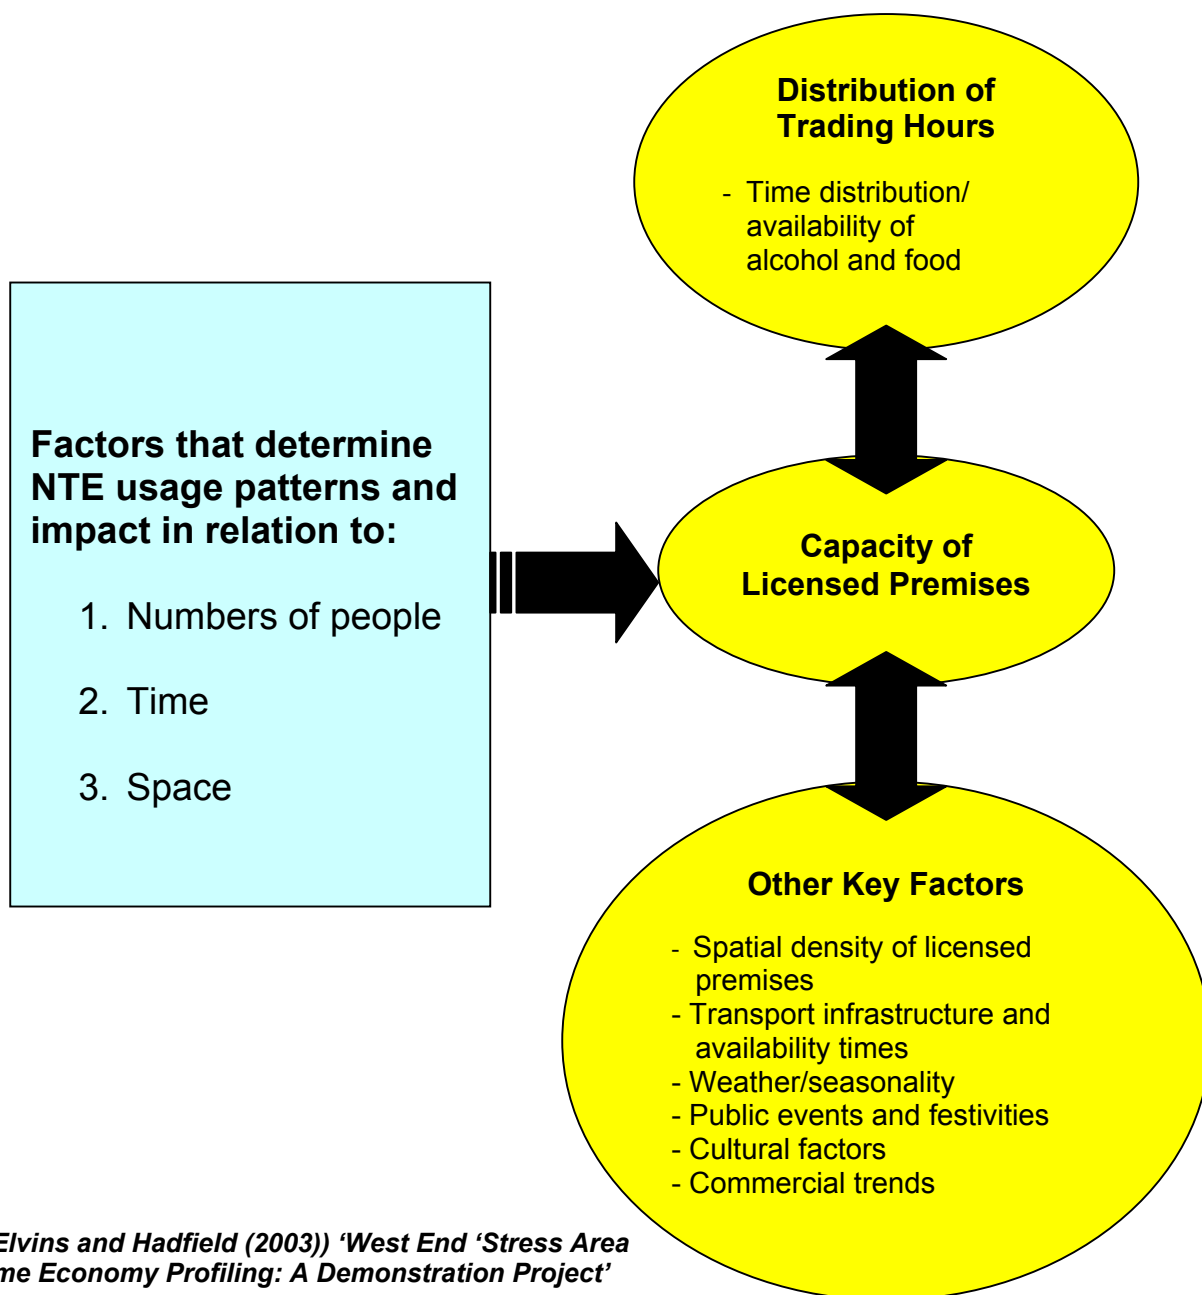 Distribution of
Trading Hours
- Time distribution/
availability of
alcohol and food
Factors that determine
NTE usage patterns and
impact in relation to:
1. Numbers of people
2. Time
3. Space
Capacity of
Licensed Premises
Other Key Factors
- Spatial density of licensed
premises
- Transport infrastructure and
availability times
- Weather/seasonality
- Public events and festivities
- Cultural factors
- Commercial trends
Elvins and Hadfield (2003)) ‘West End ‘Stress Area
me Economy Profiling: A Demonstration Project’